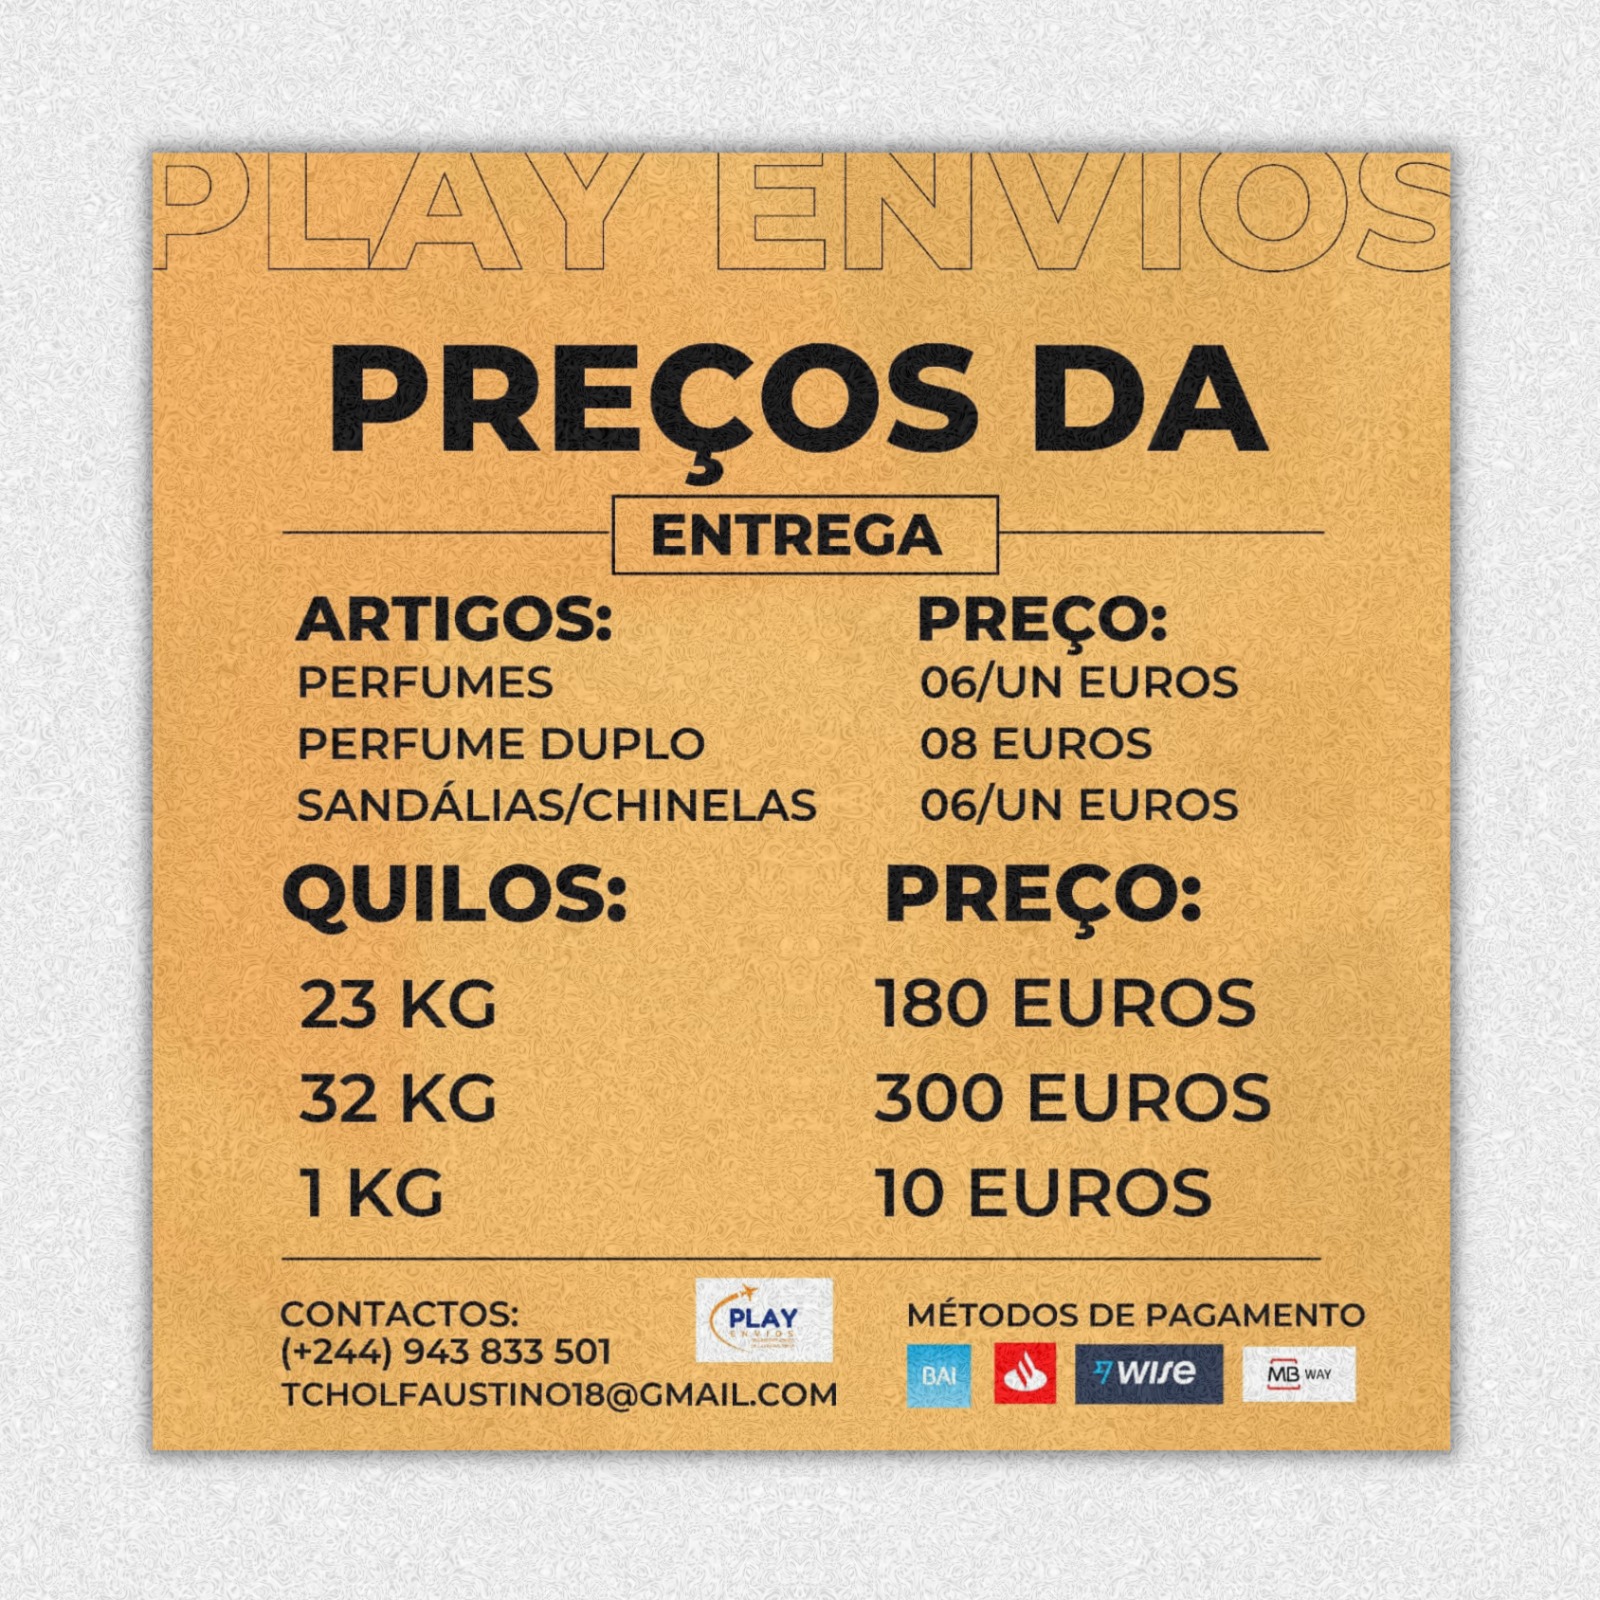 PLAY ENVIOS
PREÇOS DA
ENTREGA
ARTIGOS: PREÇO:
PERFUMES 06/UN EUROS
PERFUME DUPLO 08 EUROS
SANDÁLIAS/CHINELAS 06/UN EUROS
QUILOS: PREÇO:
23 KG 180 EUROS
32 KG 300 EUROS
1 KG 10 EUROS
CONTACTOS:
(+244) 943 833 501
TCHOLFAUSTINO18@GMAIL.COM
PLAY
ENVIOS
MÉTODOS DE PAGAMENTO
BAI WISE MB WAY